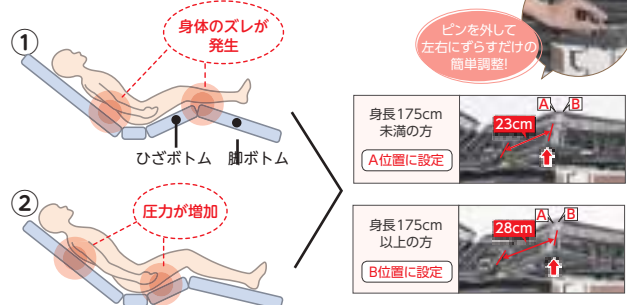 ①
身体のズレが
発生
ひざボトム
脚ボトム
②
圧力が増加
ピンを外して
左右にずらすだけの
簡単調整!
身長175cm
未満の方
A位置に設定
A B
23cm
身長175cm
以上の方
B位置に設定
A B
28cm